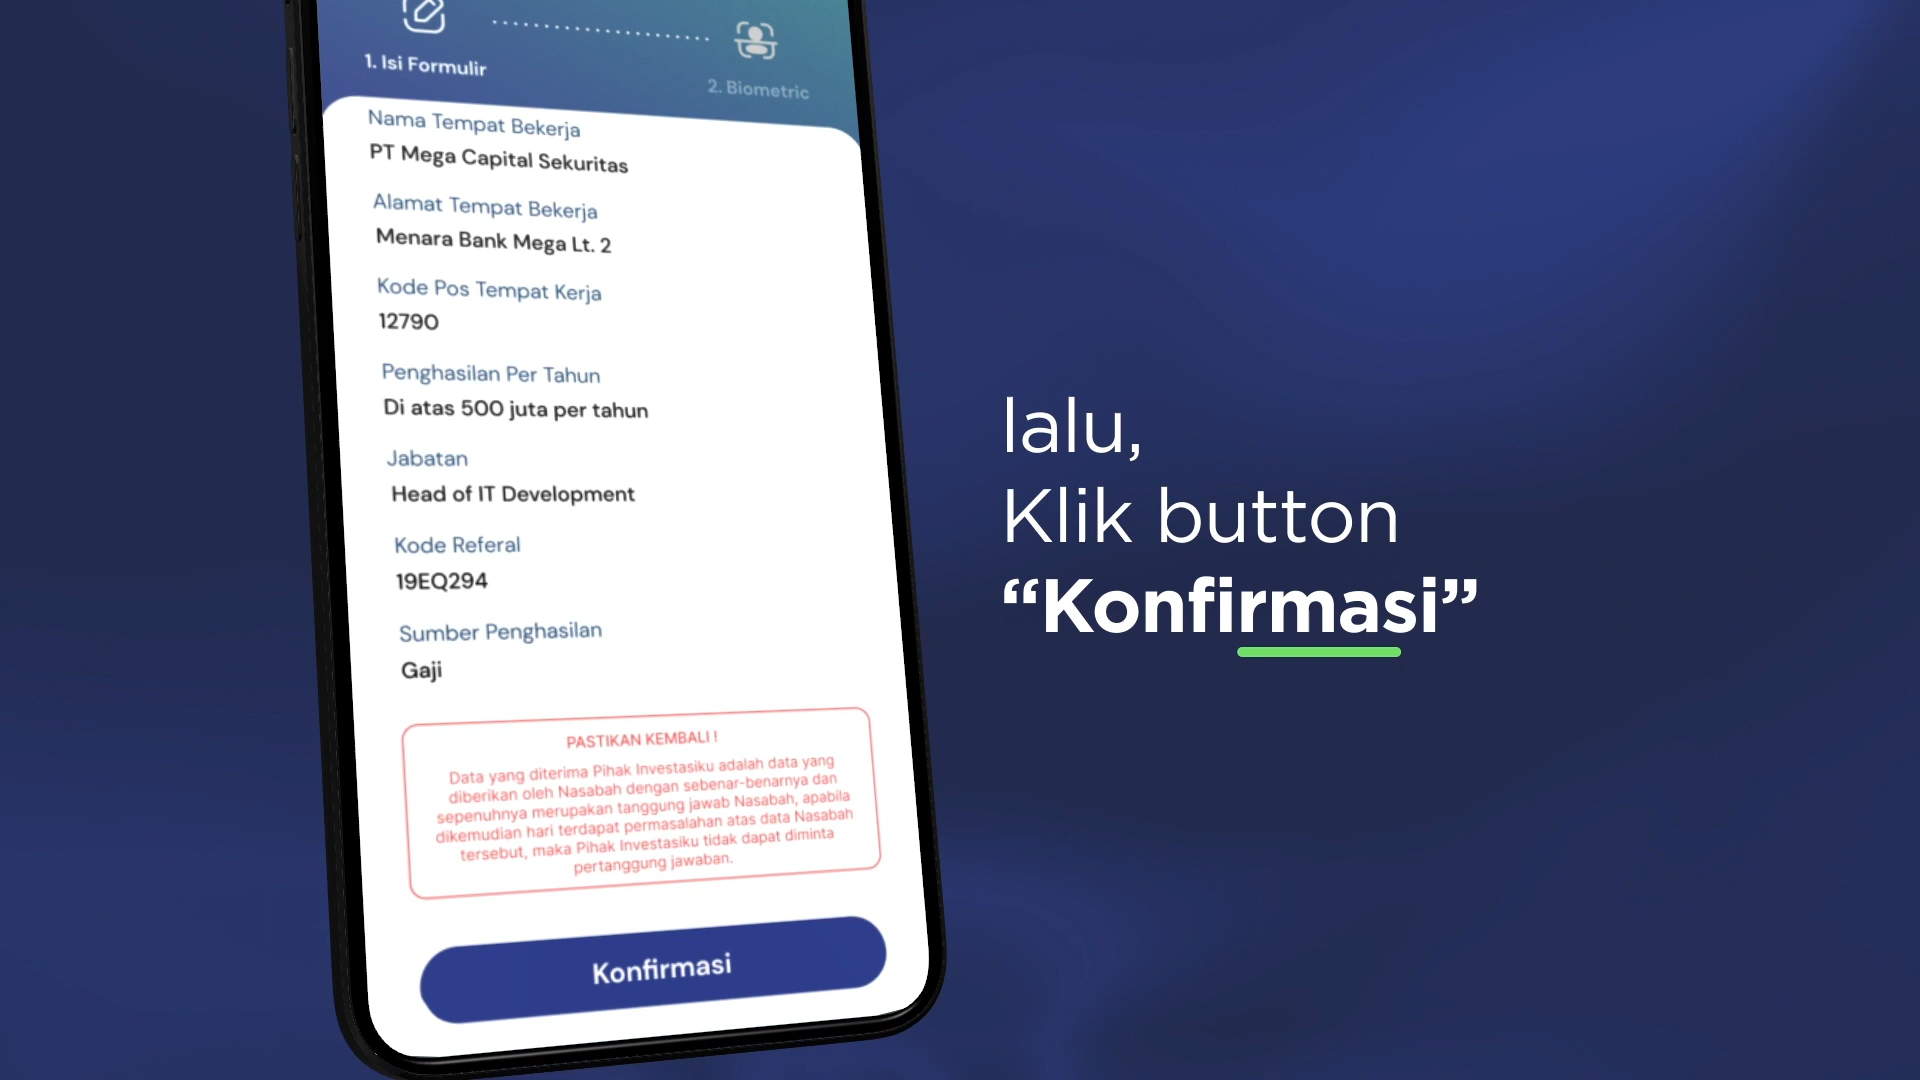 1. Isi Formulir
2. Biometric
Nama Tempat Bekerja
PT Mega Capital Sekuritas
Alamat Tempat Bekerja
Menara Bank Mega Lt. 2
Kode Pos Tempat Kerja
12790
Penghasilan Per Tahun
Di atas 500 juta per tahun
Jabatan
Head of IT Development
Kode Referal
19EQ294
Sumber Penghasilan
Gaji
PASTIKAN KEMBALI !
Data yang diterima Pihak Investasiku adalah data yang
diberikan oleh Nasabah dengan sebenar-benarnya dan
sepenuhnya merupakan tanggung jawab Nasabah, apabila
dikemudian hari terdapat permasalahan atas data Nasabah
tersebut, maka Pihak Investasiku tidak dapat diminta
pertanggung jawaban.
Konfirmasi
lalu,
Klik button
“Konfirmasi”